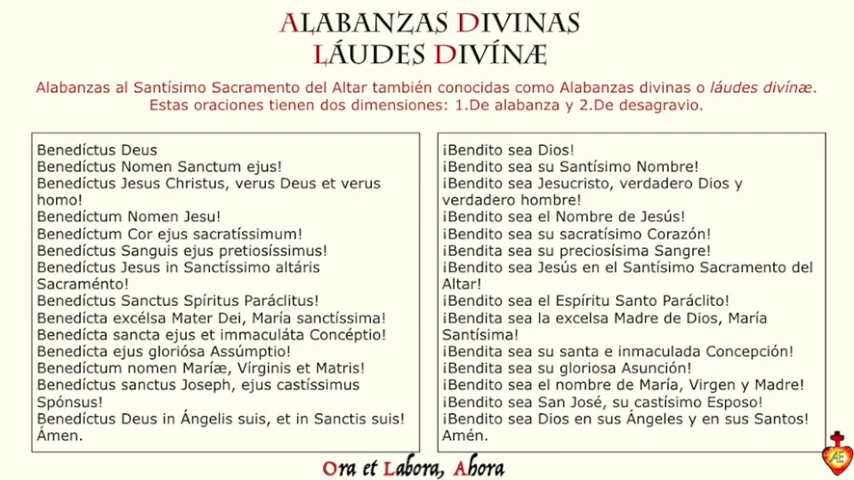 ALABANZAS DIVINAS
LÁUDES DIVÍNÆ
Alabanzas al Santísimo Sacramento del Altar también conocidas como Alabanzas divinas o láudes divínæ.
Estas oraciones tienen dos dimensiones: 1.De alabanza y 2.De desagravio.
Benedíctus Deus
Benedíctus Nomen Sanctum ejus!
Benedíctus Jesus Christus, verus Deus et verus
homo!
Benedíctum Nomen Jesu!
Benedíctum Cor ejus sacratíssimum!
Benedíctus Sanguis ejus pretiosíssimus!
Benedíctus Jesus in Sanctíssimo altáris
Sacraménto!
Benedíctus Sanctus Spíritus Paráclitus!
Benedícta excélsa Mater Dei, María sanctíssima!
Benedícta sancta ejus et immaculáta Concéptio!
Benedícta ejus gloriósa Assúmptio!
Benedíctum nomen Maríæ, Vírginis et Matris!
Benedíctus sanctus Joseph, ejus castíssimus
Spónsus!
Benedíctus Deus in Ángelis suis, et in Sanctis suis!
Ámen.
¡Bendito sea Dios!
¡Bendito sea su Santísimo Nombre!
¡Bendito sea Jesucristo, verdadero Dios y
verdadero hombre!
¡Bendito sea el Nombre de Jesús!
¡Bendito sea su sacratísimo Corazón!
¡Bendita sea su preciosísima Sangre!
¡Bendito sea Jesús en el Santísimo Sacramento del
Altar!
¡Bendito sea el Espíritu Santo Paráclito!
¡Bendita sea la excelsa Madre de Dios, María
Santísima!
¡Bendita sea su santa e inmaculada Concepción!
¡Bendita sea su gloriosa Asunción!
¡Bendito sea el nombre de María, Virgen y Madre!
¡Bendito sea San José, su castísimo Esposo!
¡Bendito sea Dios en sus Ángeles y en sus Santos!
Amén.
Ora et Labora, Ahora
Æ